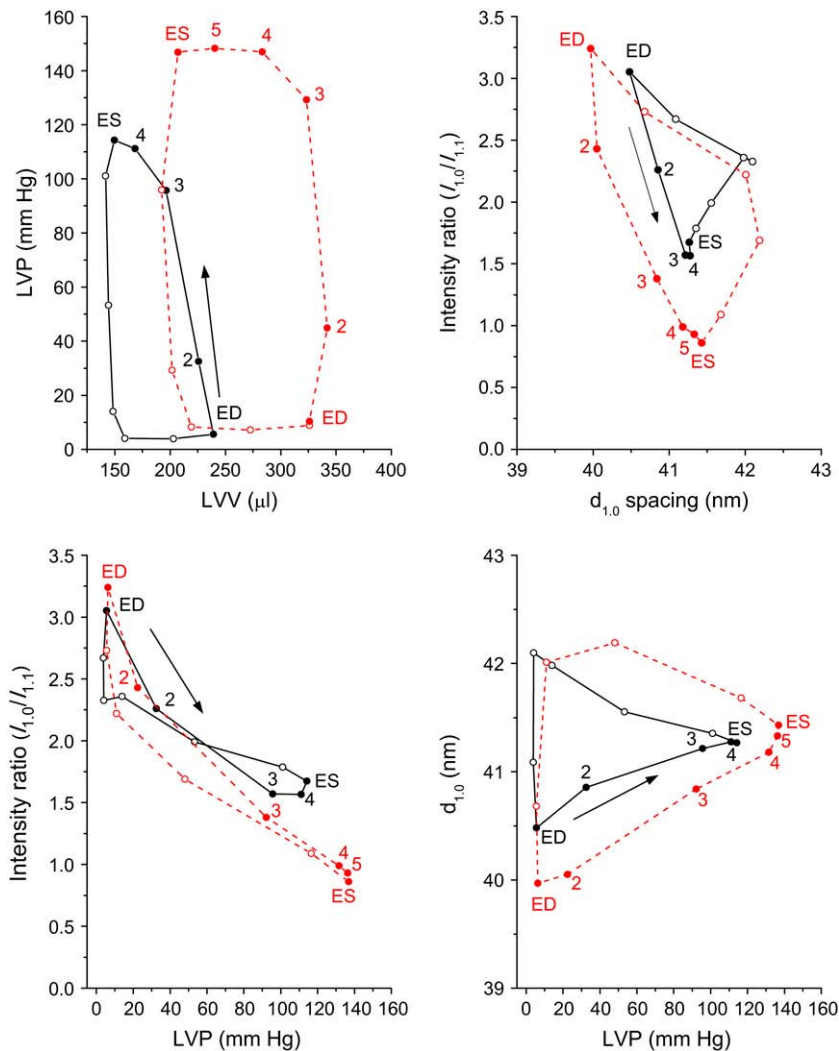 160
140
120
100
80
60
40
20
0
LVP (mm Hg)
ES
5
4
3
ES
4
3
2
2
ED
ED
150 200 250 300 350 400
LVV (µl)
3.5
3.0
2.5
2.0
1.5
1.0
0.5
0.0
Intensity ratio (I1.0/I1.1)
ED
ED
2
2
ES
3 4
3
4
5
ES
39 40 41 42 43
d1.0 spacing (nm)
3.5
3.0
2.5
2.0
1.5
1.0
0.5
0.0
Intensity ratio (I1.0/I1.1)
ED
ED
2
2
3
ES
4
3
4
5
ES
0 20 40 60 80 100 120 140 160
LVP (mm Hg)
43
42
41
40
39
d1.0 (nm)
ES
ES
5
3
4
4
2
3
ED
2
ED
0 20 40 60 80 100 120 140 160
LVP (mm Hg)